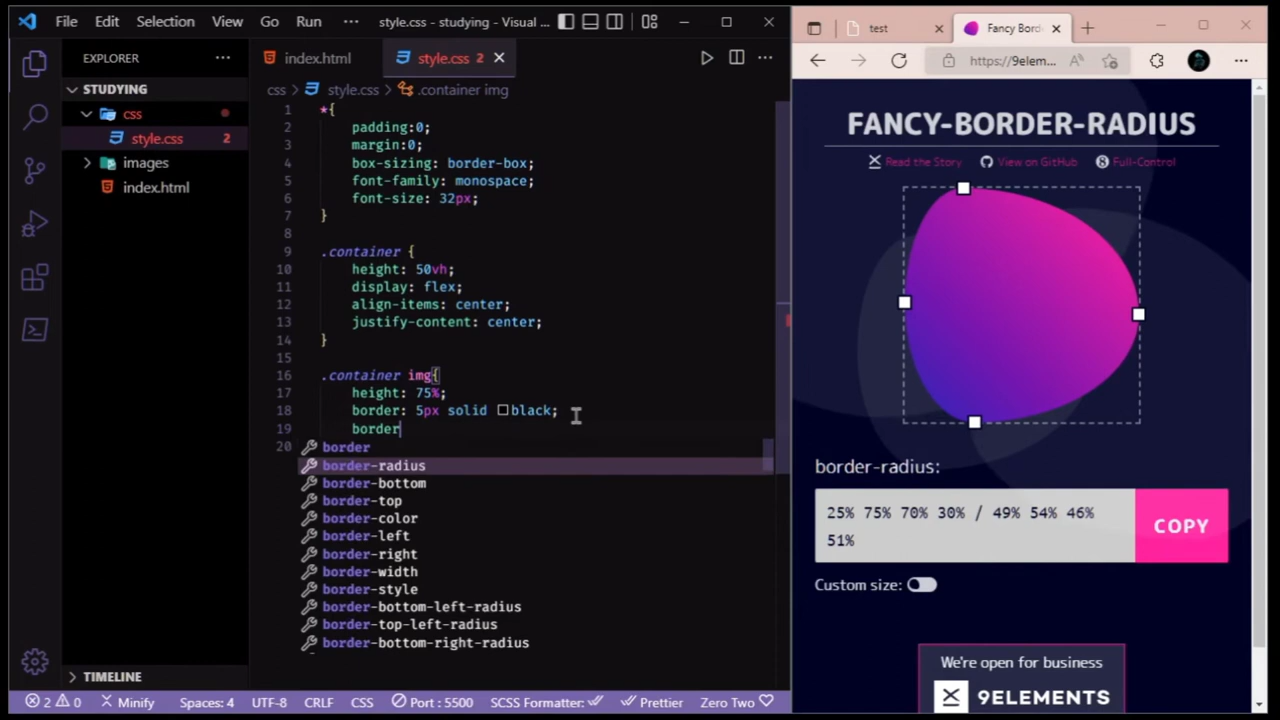 File Edit Selection View Go Run ··· style.css - studying - Visual ...
EXPLORER ···
STUDYING
css
style.css 2
images
index.html
TIMELINE
index.html style.css 2
css > style.css > .container img
1 *{
2 padding:0;
3 margin:0;
4 box-sizing: border-box;
5 font-family: monospace;
6 font-size: 32px;
7 }
8
9 .container {
10 height: 50vh;
11 display: flex;
12 align-items: center;
13 justify-content: center;
14 }
15
16 .container img{
17 height: 75%;
18 border: 5px solid black;
19 border
20
border
border-radius
border-bottom
border-top
border-color
border-left
border-right
border-width
border-style
border-bottom-left-radius
border-top-left-radius
border-bottom-right-radius
2 0 Minify Spaces: 4 UTF-8 CRLF CSS Port : 5500 SCSS Formatter: Prettier Zero Two
test Fancy Bord
https://9elem...
FANCY-BORDER-RADIUS
Read the Story View on GitHub Full-Control
border-radius:
25% 75% 70% 30% / 49% 54% 46%
51%
COPY
Custom size:
We're open for business
9ELEMENTS